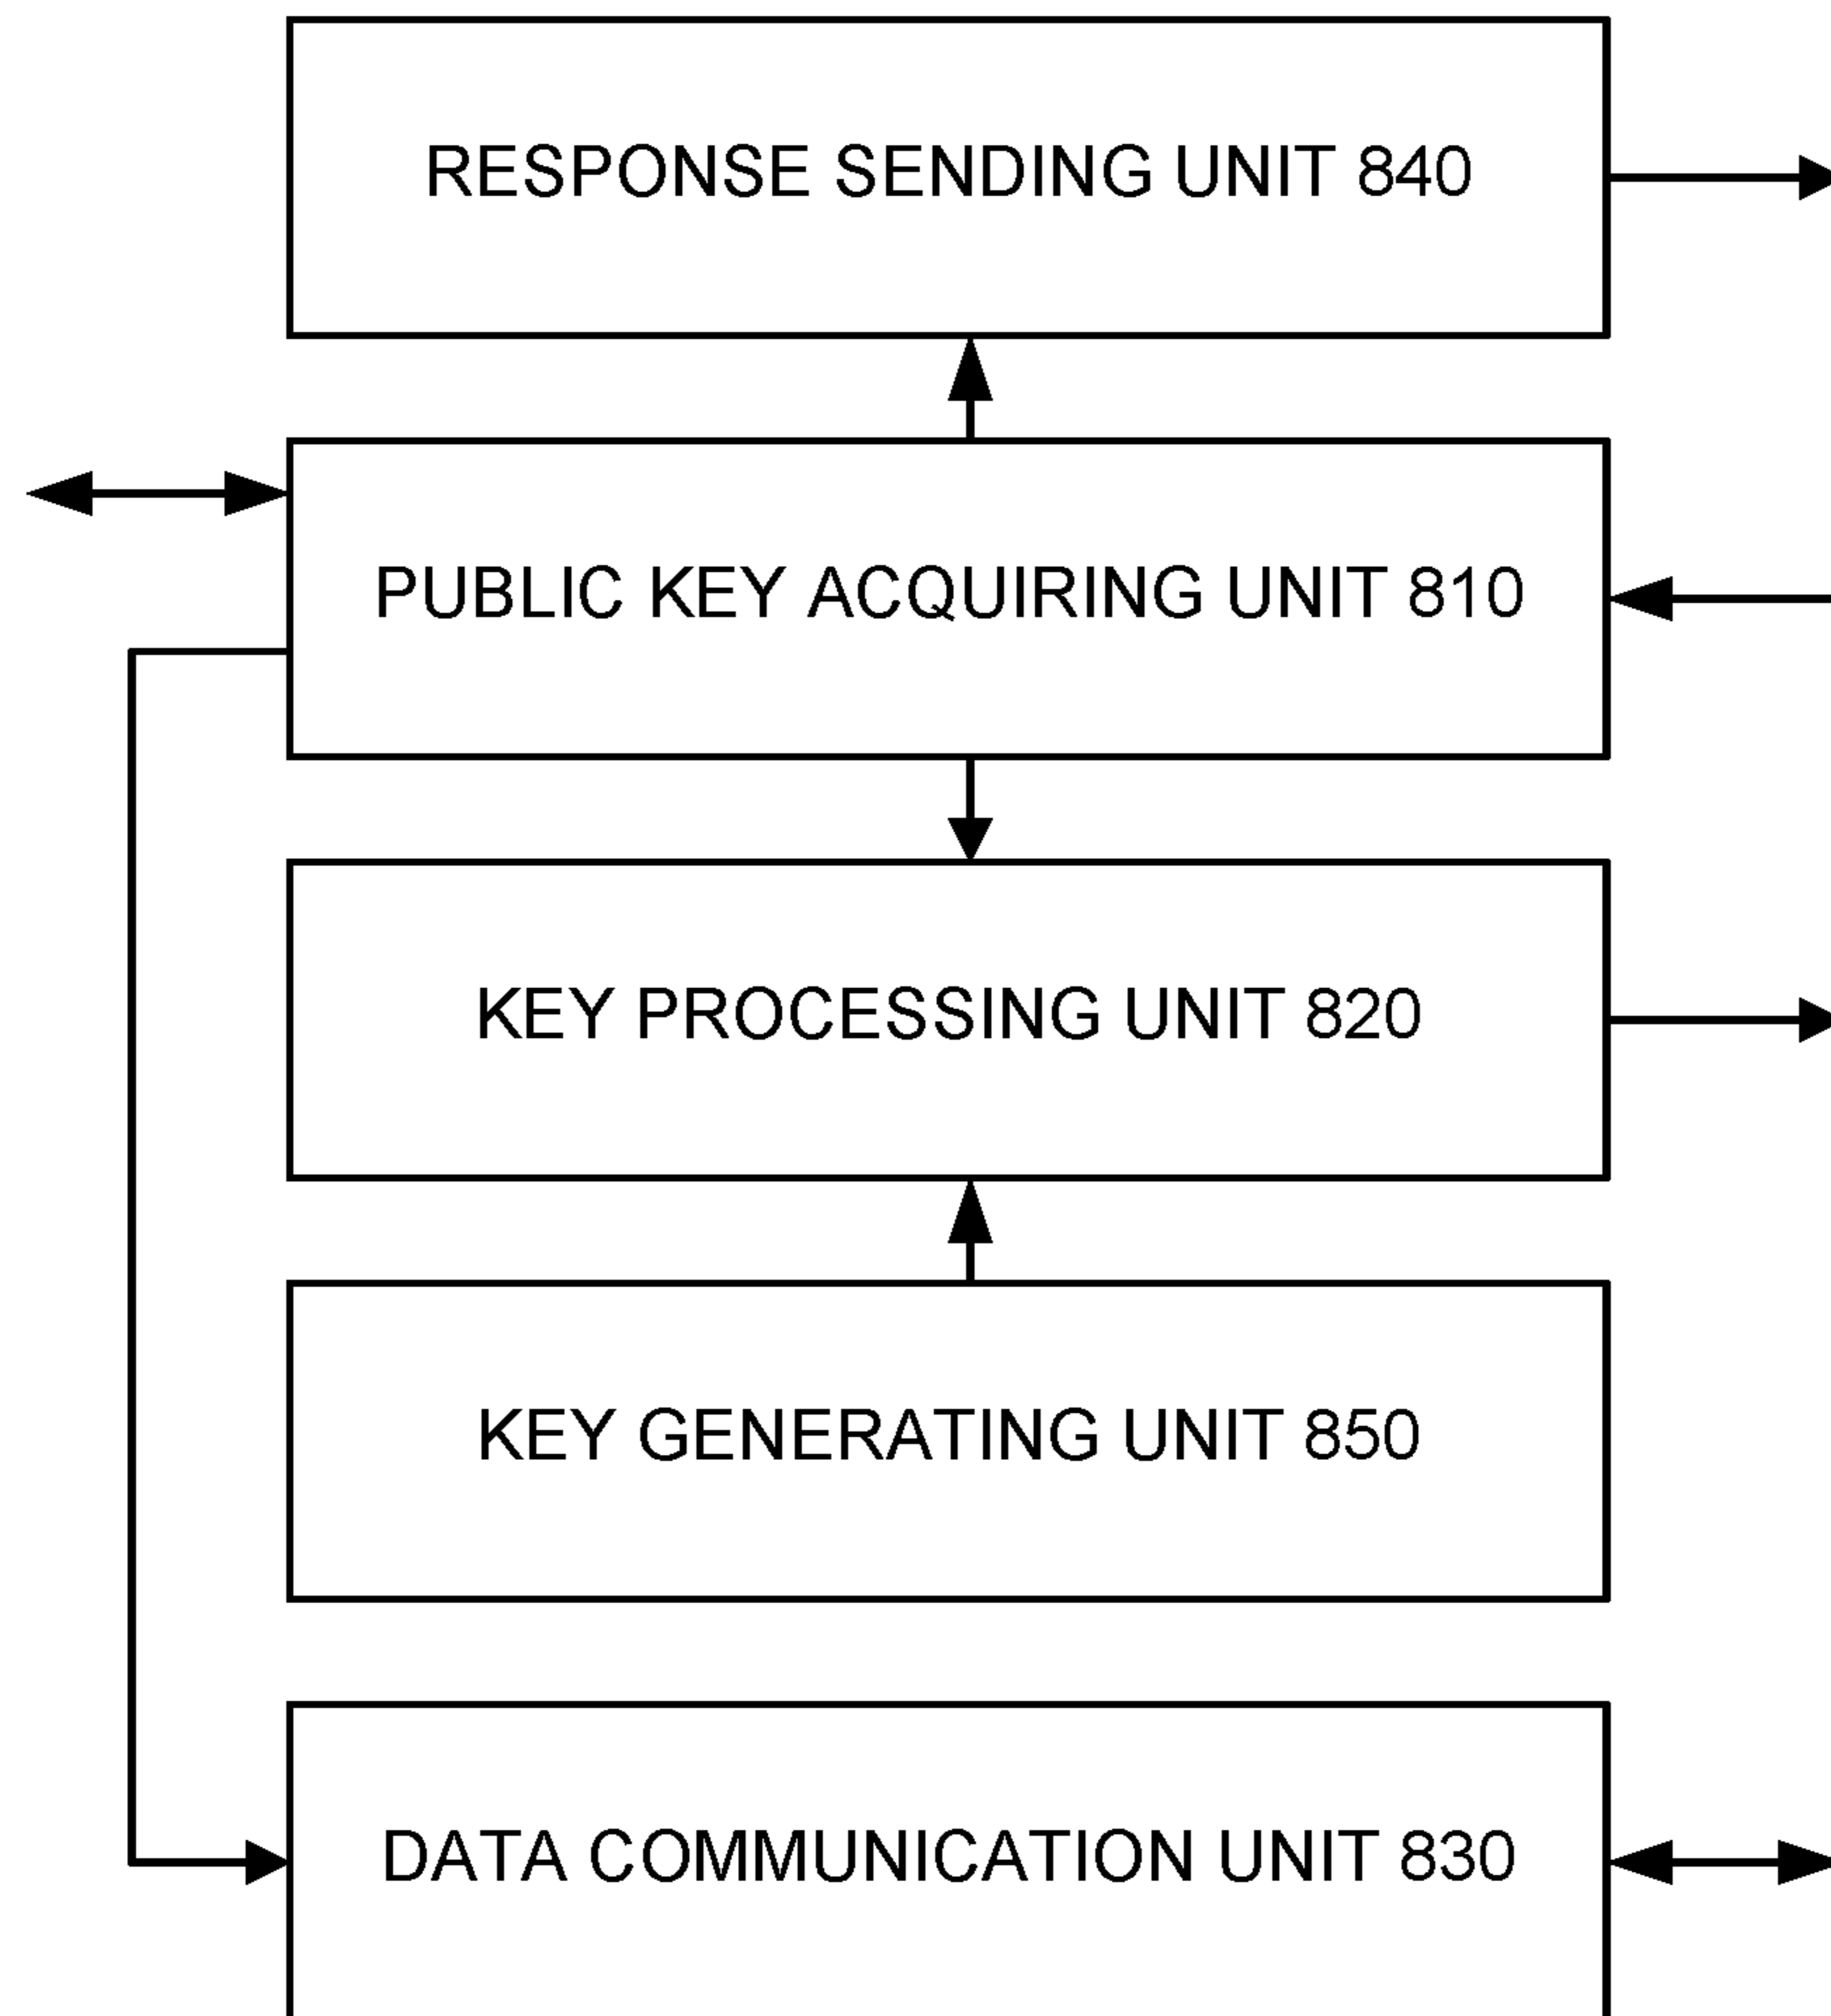 RESPONSE SENDING UNIT 840
PUBLIC KEY ACQUIRING UNIT 810
KEY PROCESSING UNIT 820
KEY GENERATING UNIT 850
DATA COMMUNICATION UNIT 830